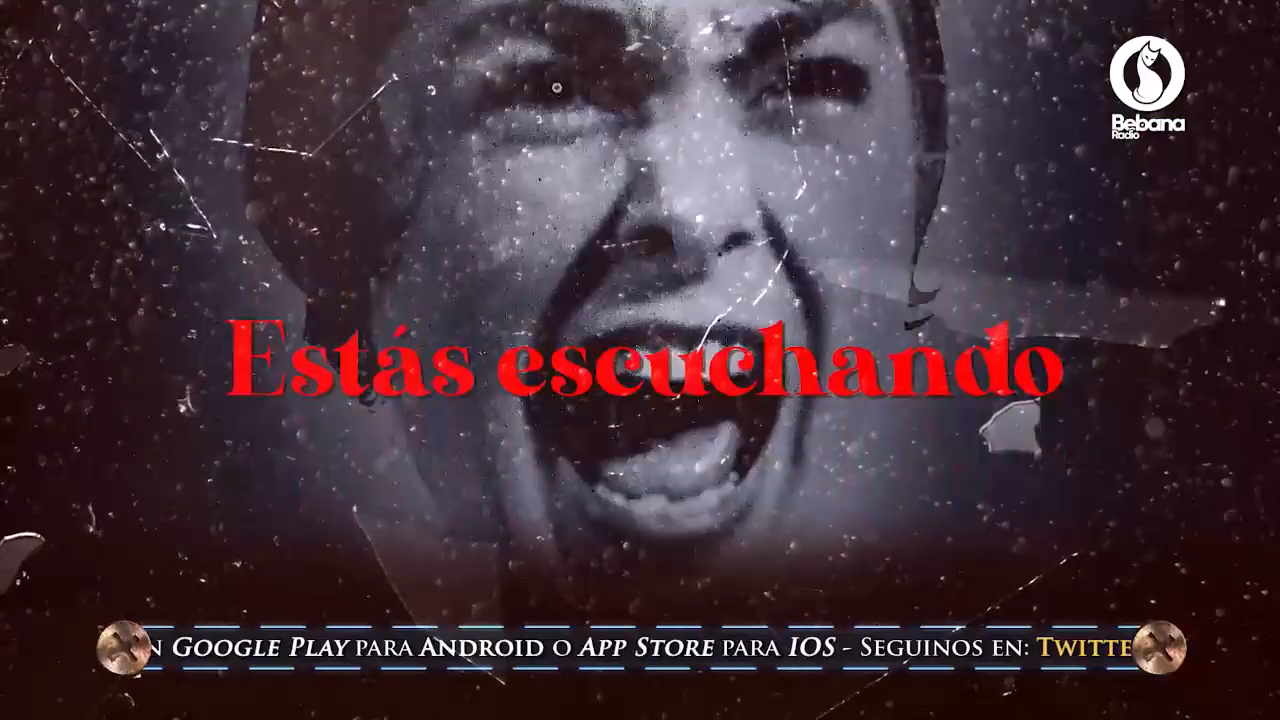 Bebana
Radio
Estás escuchando
N GOOGLE PLAY PARA ANDROID O APP STORE PARA IOS - SEGUINOS EN: TWITTE